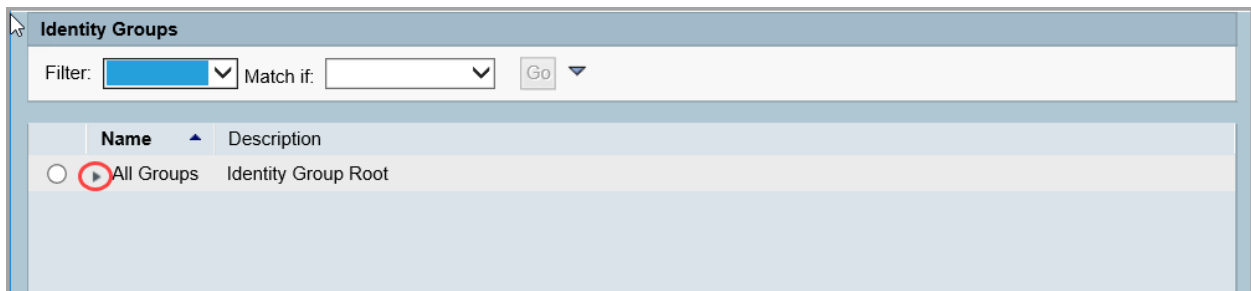 Identity Groups
Filter: Match if: Go
Name Description
All Groups Identity Group Root